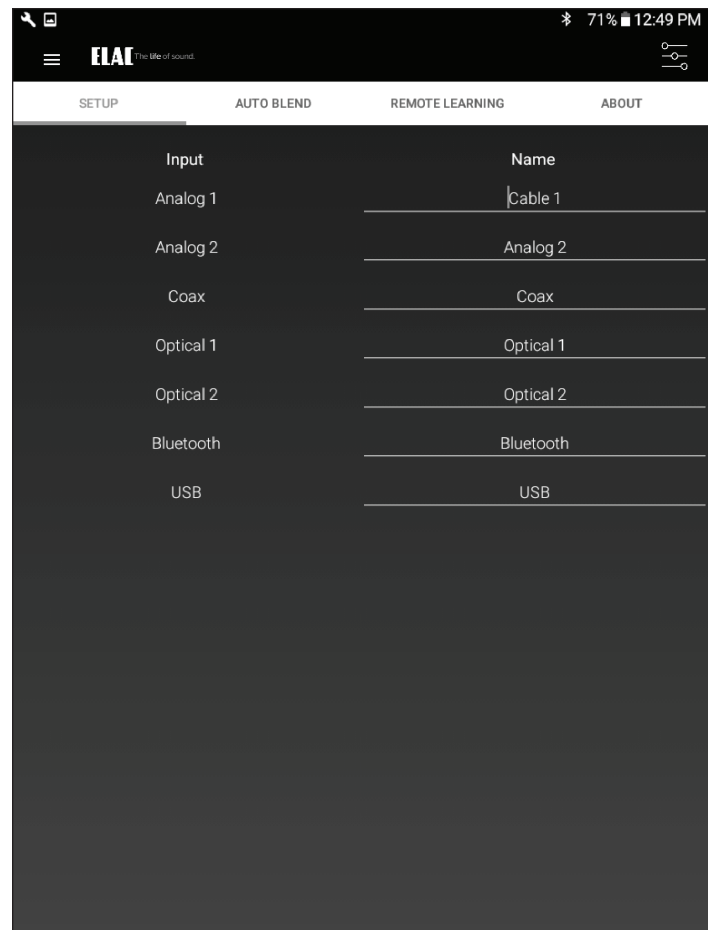 71% 12:49 PM
ELAC The life of sound.
SETUP AUTO BLEND REMOTE LEARNING ABOUT
Input Name
Analog 1 Cable 1
Analog 2 Analog 2
Coax Coax
Optical 1 Optical 1
Optical 2 Optical 2
Bluetooth Bluetooth
USB USB